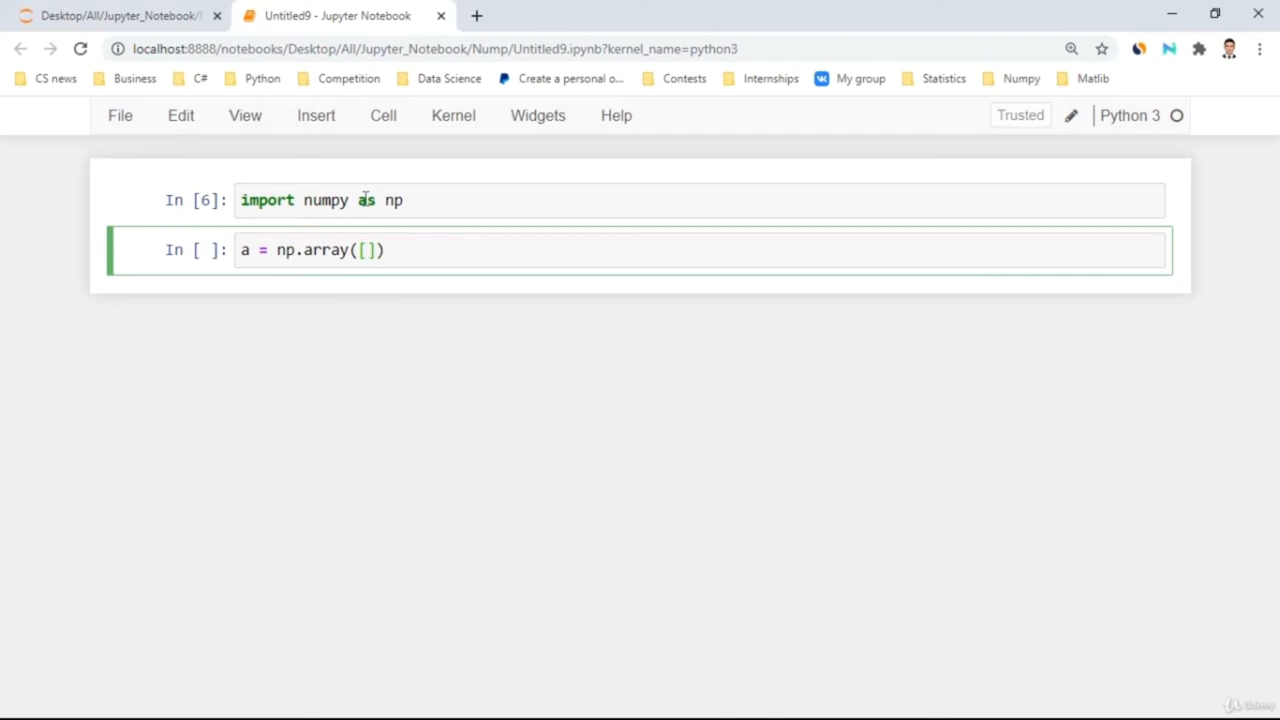 Desktop/All/Jupyter_Notebook/
Untitled9 - Jupyter Notebook
localhost:8888/notebooks/Desktop/All/Jupyter_Notebook/Nump/Untitled9.ipynb?kernel_name=python3
CS news Business C# Python Competition Data Science Create a personal o... Contests Internships My group Statistics Numpy Matlib
File Edit View Insert Cell Kernel Widgets Help Trusted Python 3
In [6]: import numpy as np
In [ ]: a = np.array([])
Udemy